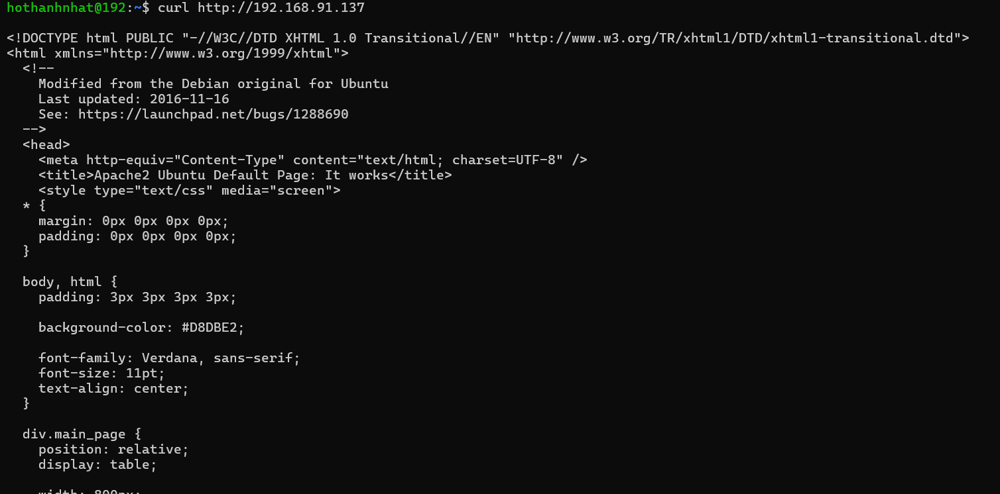 hothanhnhat@192:~$ curl http://192.168.91.137
<!DOCTYPE html PUBLIC "-//W3C//DTD XHTML 1.0 Transitional//EN" "http://www.w3.org/TR/xhtml1/DTD/xhtml1-transitional.dtd">
<html xmlns="http://www.w3.org/1999/xhtml">
  <!--
    Modified from the Debian original for Ubuntu
    Last updated: 2016-11-16
    See: https://launchpad.net/bugs/1288690
  -->
  <head>
    <meta http-equiv="Content-Type" content="text/html; charset=UTF-8" />
    <title>Apache2 Ubuntu Default Page: It works</title>
    <style type="text/css" media="screen">
  * {
    margin: 0px 0px 0px 0px;
    padding: 0px 0px 0px 0px;
  }
  body, html {
    padding: 3px 3px 3px 3px;
    background-color: #D8DBE2;
    font-family: Verdana, sans-serif;
    font-size: 11pt;
    text-align: center;
  }
  div.main_page {
    position: relative;
    display: table;
    width: 800px;